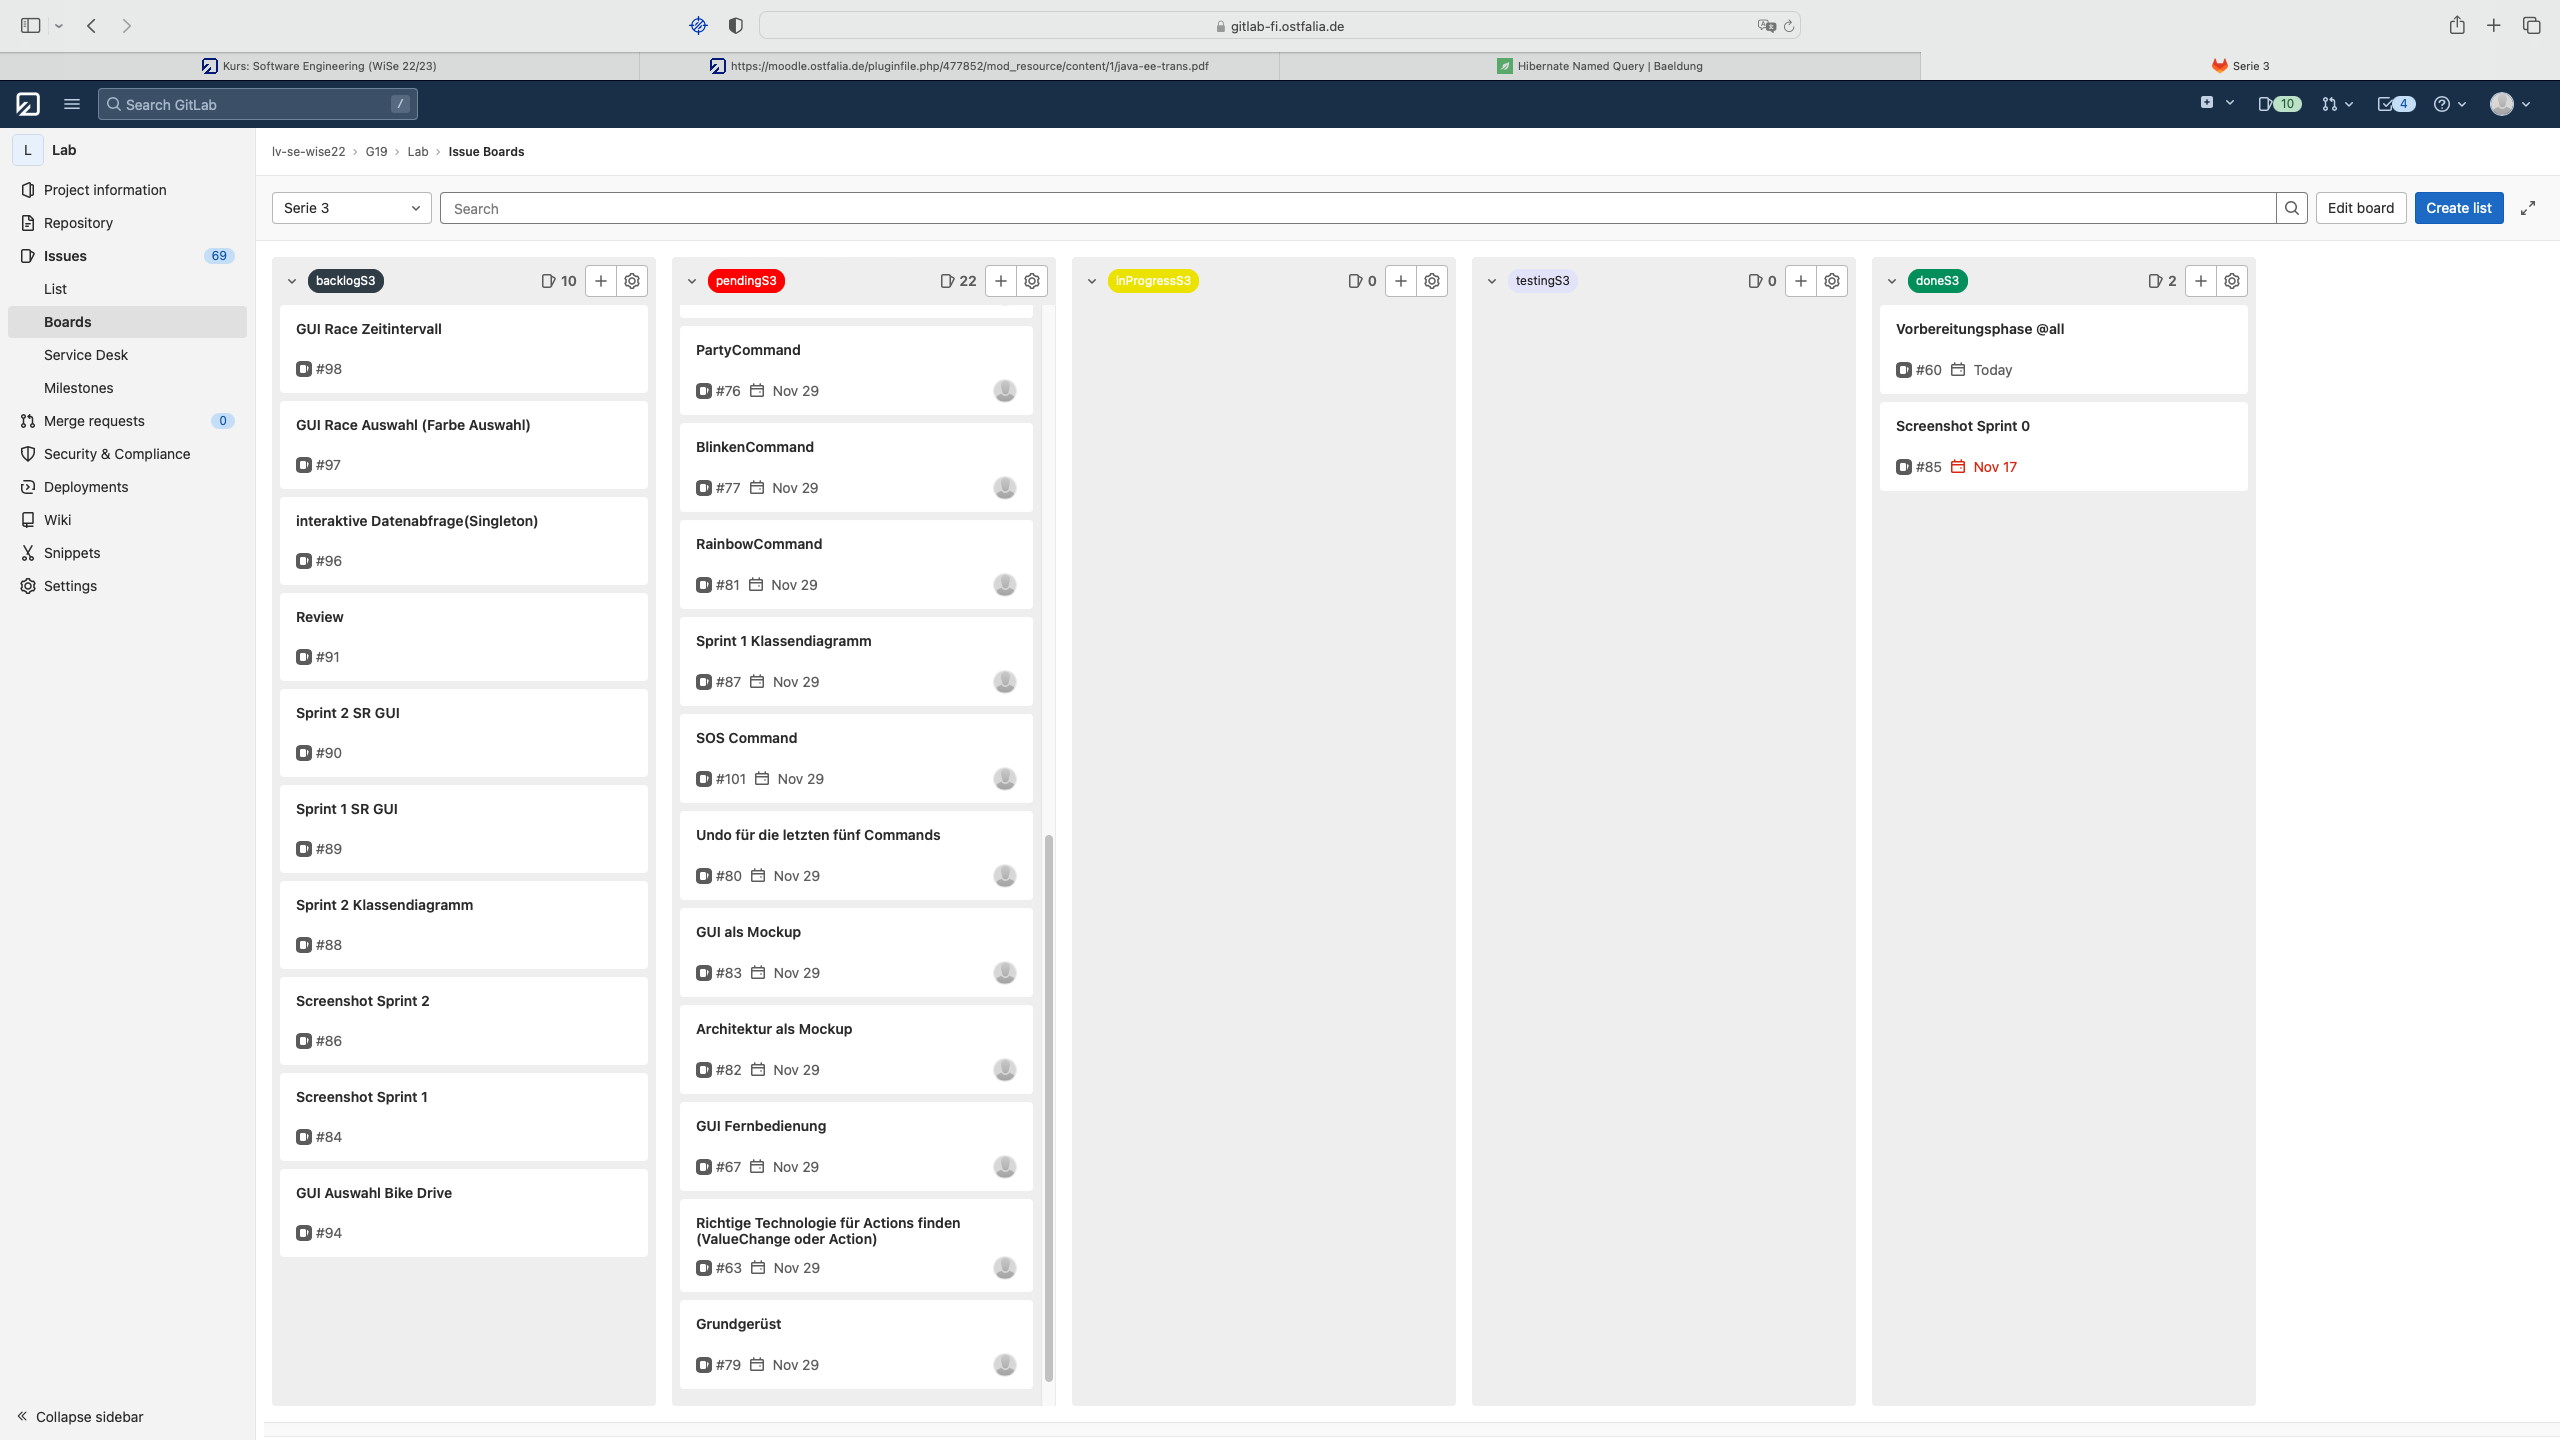 gitlab-fi.ostfalia.de
Kurs: Software Engineering (WiSe 22/23)
https://moodle.ostfalia.de/pluginfile.php/477852/mod_resource/content/1/java-ee-trans.pdf
Hibernate Named Query | Baeldung
Serie 3
Search GitLab
/
10
4
L
Lab
Project information
Repository
Issues
69
List
Boards
Service Desk
Milestones
Merge requests
0
Security & Compliance
Deployments
Wiki
Snippets
Settings
Collapse sidebar
lv-se-wise22 › G19 › Lab › Issue Boards
Serie 3
Search
Edit board
Create list
backlogS3
10
GUI Race Zeitintervall
#98
GUI Race Auswahl (Farbe Auswahl)
#97
interaktive Datenabfrage(Singleton)
#96
Review
#91
Sprint 2 SR GUI
#90
Sprint 1 SR GUI
#89
Sprint 2 Klassendiagramm
#88
Screenshot Sprint 2
#86
Screenshot Sprint 1
#84
GUI Auswahl Bike Drive
#94
pendingS3
22
PartyCommand
#76 Nov 29
BlinkenCommand
#77 Nov 29
RainbowCommand
#81 Nov 29
Sprint 1 Klassendiagramm
#87 Nov 29
SOS Command
#101 Nov 29
Undo für die letzten fünf Commands
#80 Nov 29
GUI als Mockup
#83 Nov 29
Architektur als Mockup
#82 Nov 29
GUI Fernbedienung
#67 Nov 29
Richtige Technologie für Actions finden
(ValueChange oder Action)
#63 Nov 29
Grundgerüst
#79 Nov 29
inProgressS3
0
testingS3
0
doneS3
2
Vorbereitungsphase @all
#60 Today
Screenshot Sprint 0
#85 Nov 17